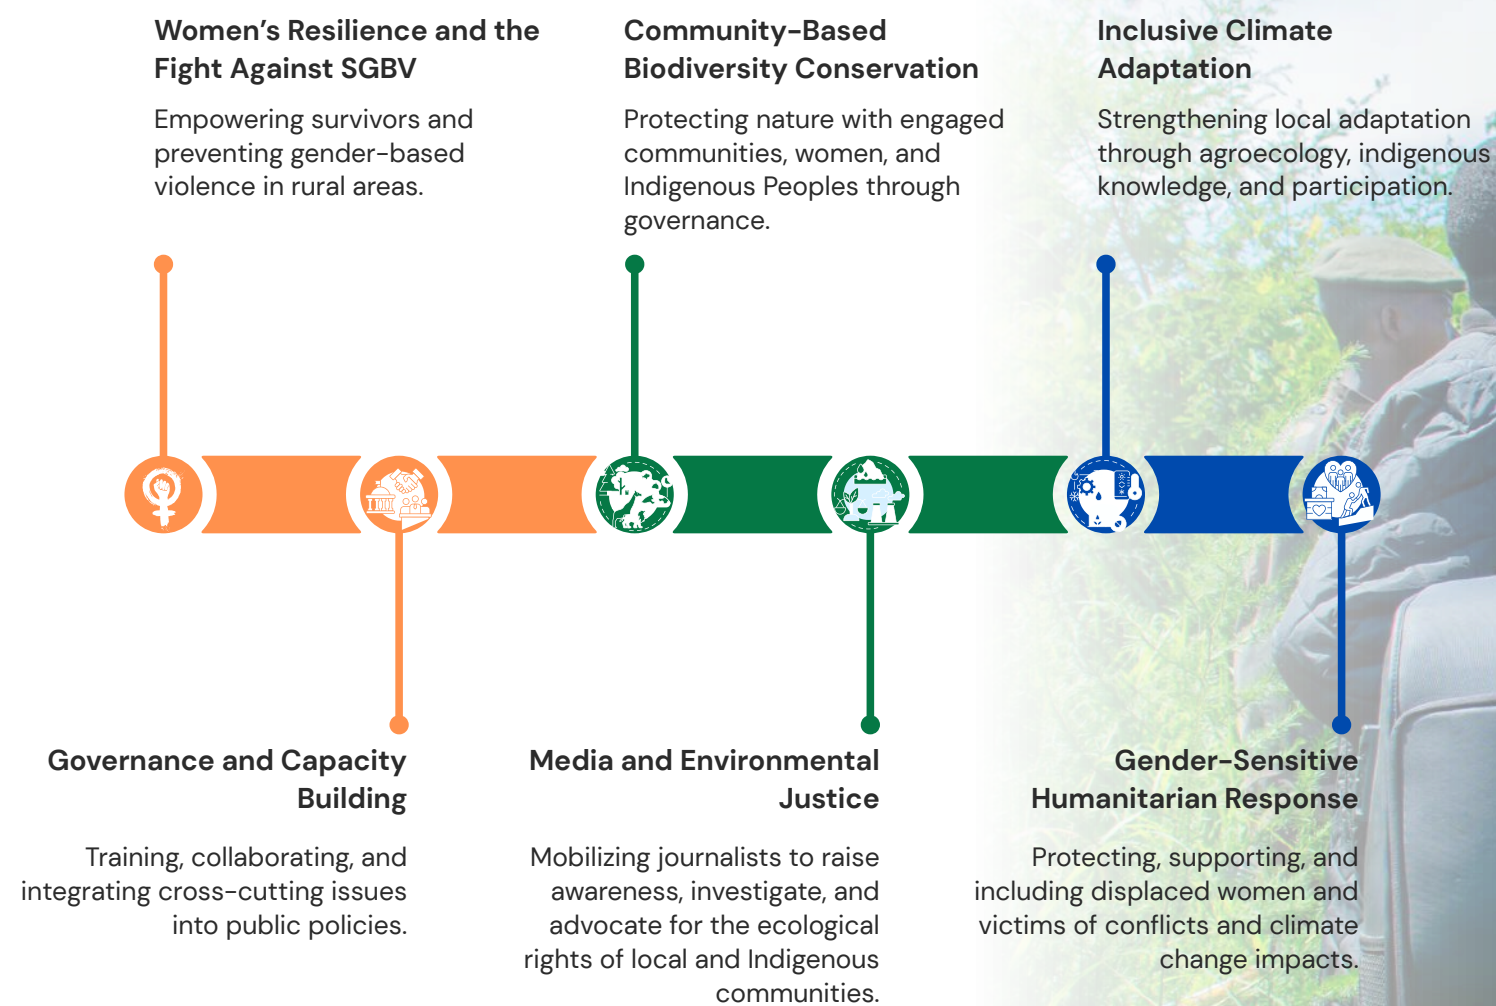 Women’s Resilience and the
Fight Against SGBV
Empowering survivors and
preventing gender-based
violence in rural areas.
Community-Based
Biodiversity Conservation
Protecting nature with engaged
communities, women, and
Indigenous Peoples through
governance.
Inclusive Climate
Adaptation
Strengthening local adaptation
through agroecology, indigenous
knowledge, and participation.
Governance and Capacity
Building
Training, collaborating, and
integrating cross-cutting issues
into public policies.
Media and Environmental
Justice
Mobilizing journalists to raise
awareness, investigate, and
advocate for the ecological
rights of local and Indigenous
communities.
Gender-Sensitive
Humanitarian Response
Protecting, supporting, and
including displaced women and
victims of conflicts and climate
change impacts.